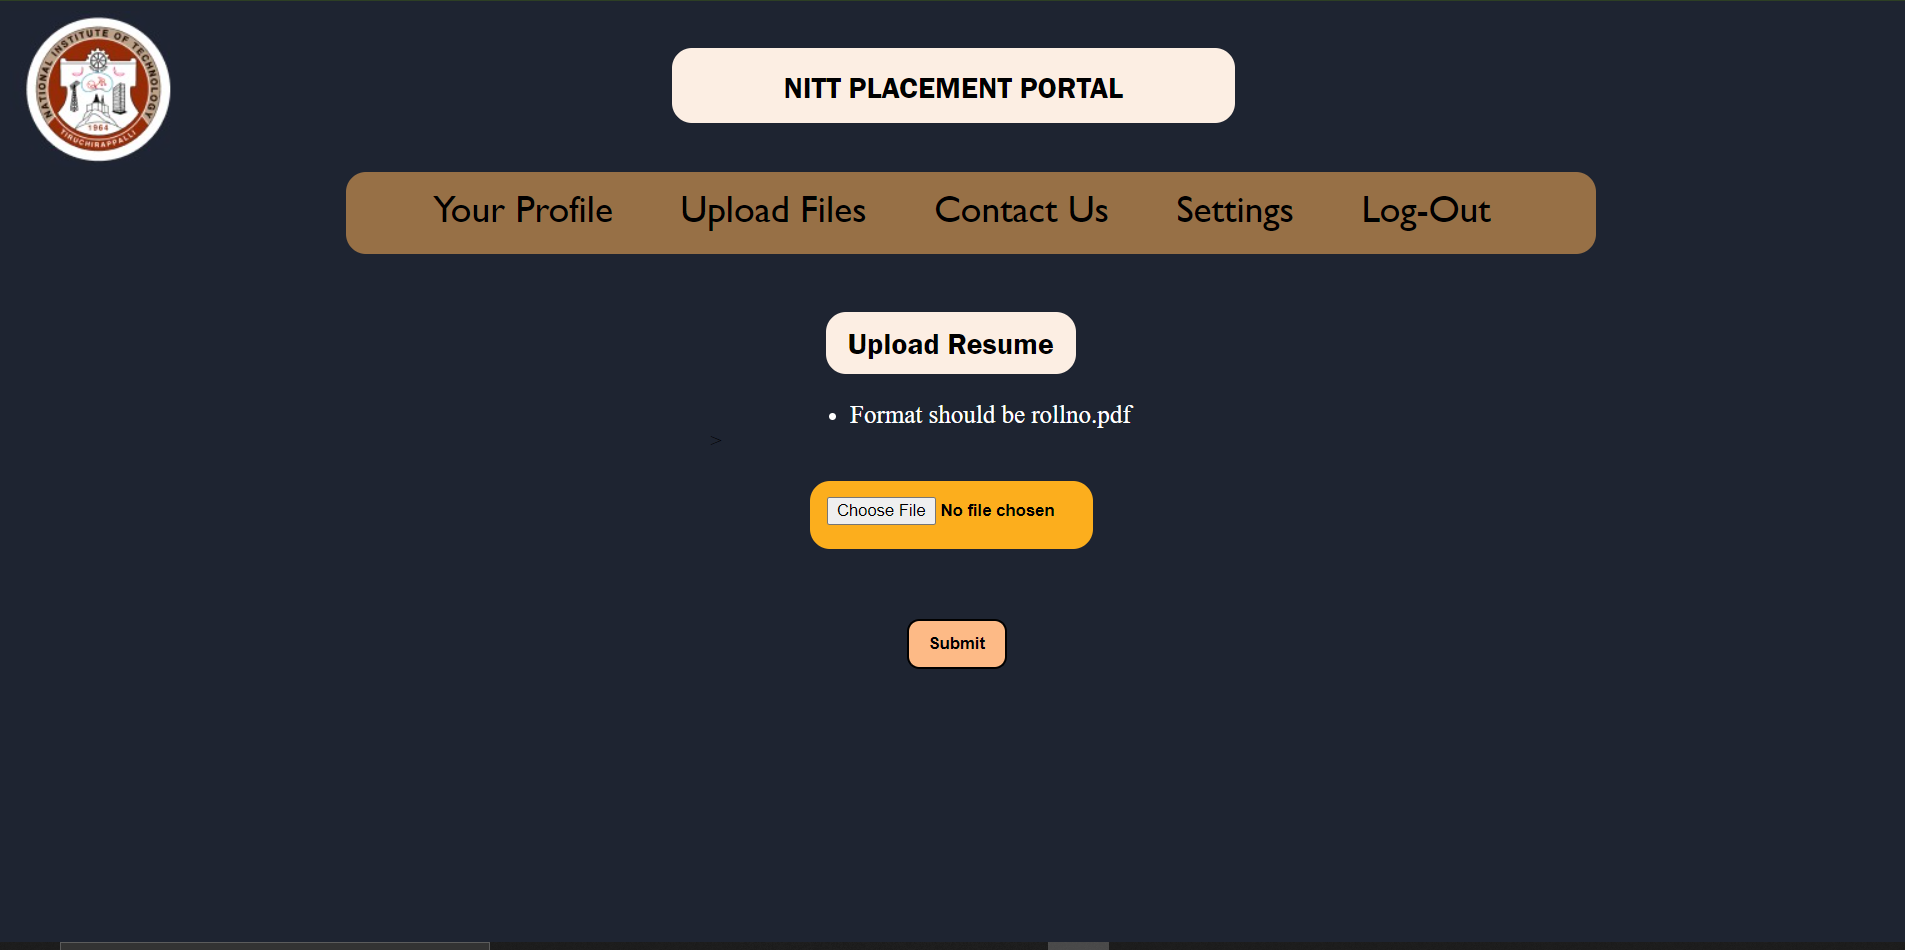 NATIONAL INSTITUTE OF TECHNOLOGY
1964
TIRUCHIRAPPALLI
NITT PLACEMENT PORTAL
Your Profile Upload Files Contact Us Settings Log-Out
Upload Resume
• Format should be rollno.pdf
>
Choose File No file chosen
Submit